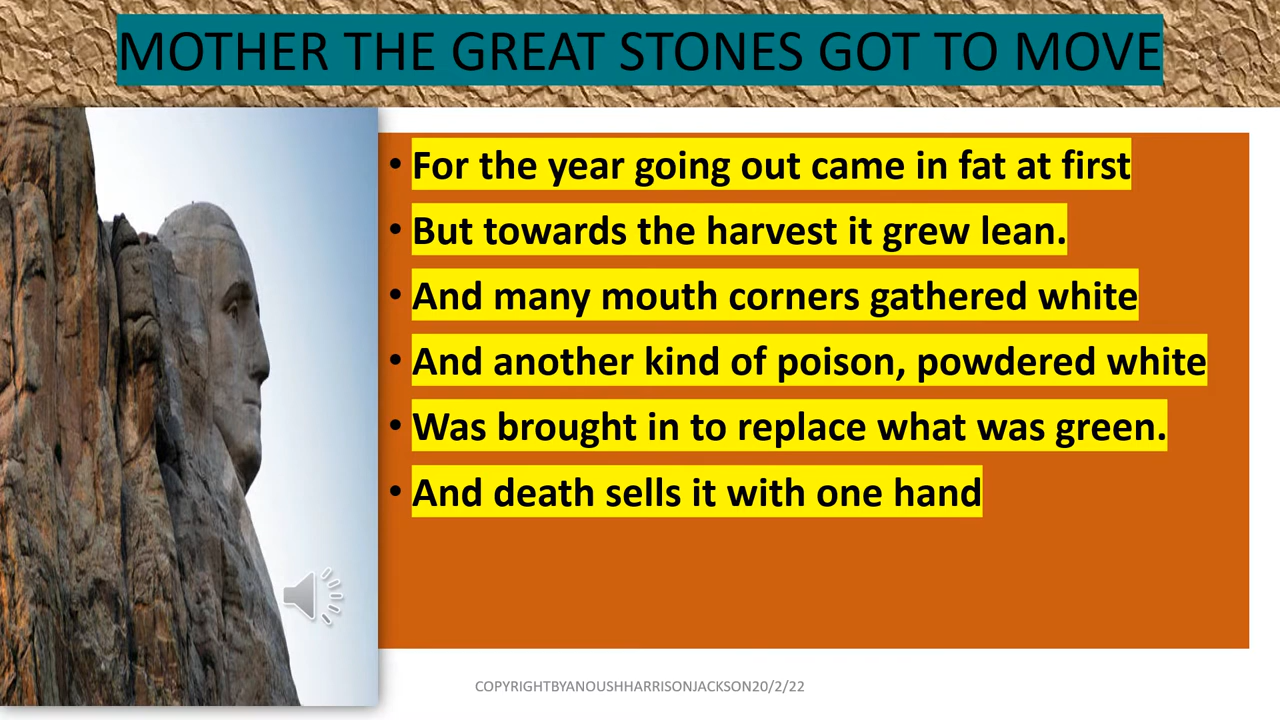 MOTHER THE GREAT STONES GOT TO MOVE
• For the year going out came in fat at first
• But towards the harvest it grew lean.
• And many mouth corners gathered white
• And another kind of poison, powdered white
• Was brought in to replace what was green.
• And death sells it with one hand
COPYRIGHTBYANOUSHHARRISONJACKSON20/2/22